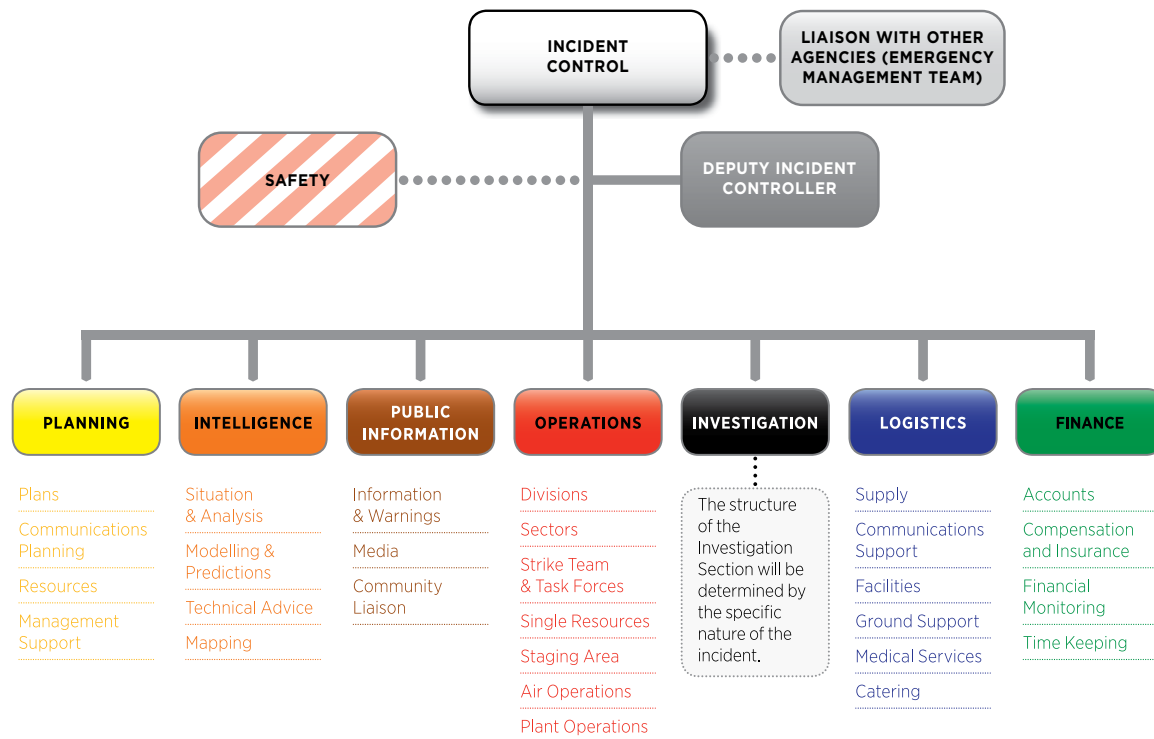 INCIDENT
CONTROL
LIAISON WITH OTHER
AGENCIES (EMERGENCY
MANAGEMENT TEAM)
SAFETY
DEPUTY INCIDENT
CONTROLLER
PLANNING
INTELLIGENCE
PUBLIC
INFORMATION
OPERATIONS
INVESTIGATION
LOGISTICS
FINANCE
Plans
Communications
Planning
Resources
Management
Support
Situation
& Analysis
Modelling &
Predictions
Technical Advice
Mapping
Information
& Warnings
Media
Community
Liaison
Divisions
Sectors
Strike Team
& Task Forces
Single Resources
Staging Area
Air Operations
Plant Operations
The structure
of the
Investigation
Section will be
determined by
the specific
nature of the
incident.
Supply
Communications
Support
Facilities
Ground Support
Medical Services
Catering
Accounts
Compensation
and Insurance
Financial
Monitoring
Time Keeping